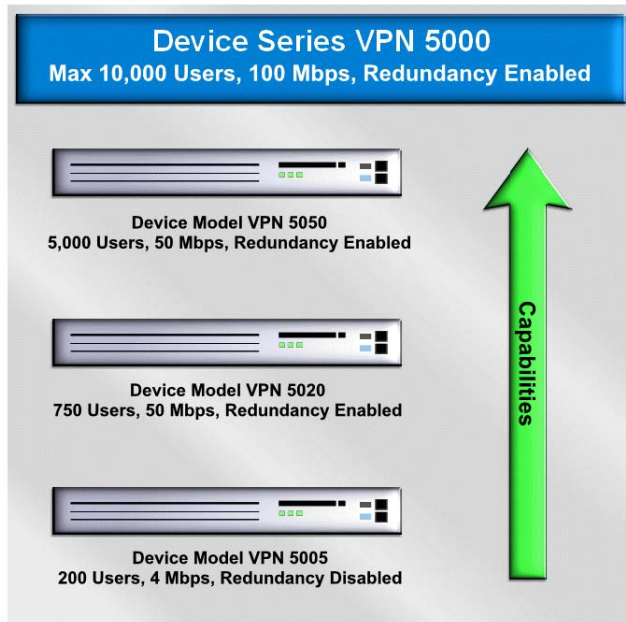 Device Series VPN 5000
Max 10,000 Users, 100 Mbps, Redundancy Enabled
Device Model VPN 5050
5,000 Users, 50 Mbps, Redundancy Enabled
Device Model VPN 5020
750 Users, 50 Mbps, Redundancy Enabled
Device Model VPN 5005
200 Users, 4 Mbps, Redundancy Disabled
Capabilities